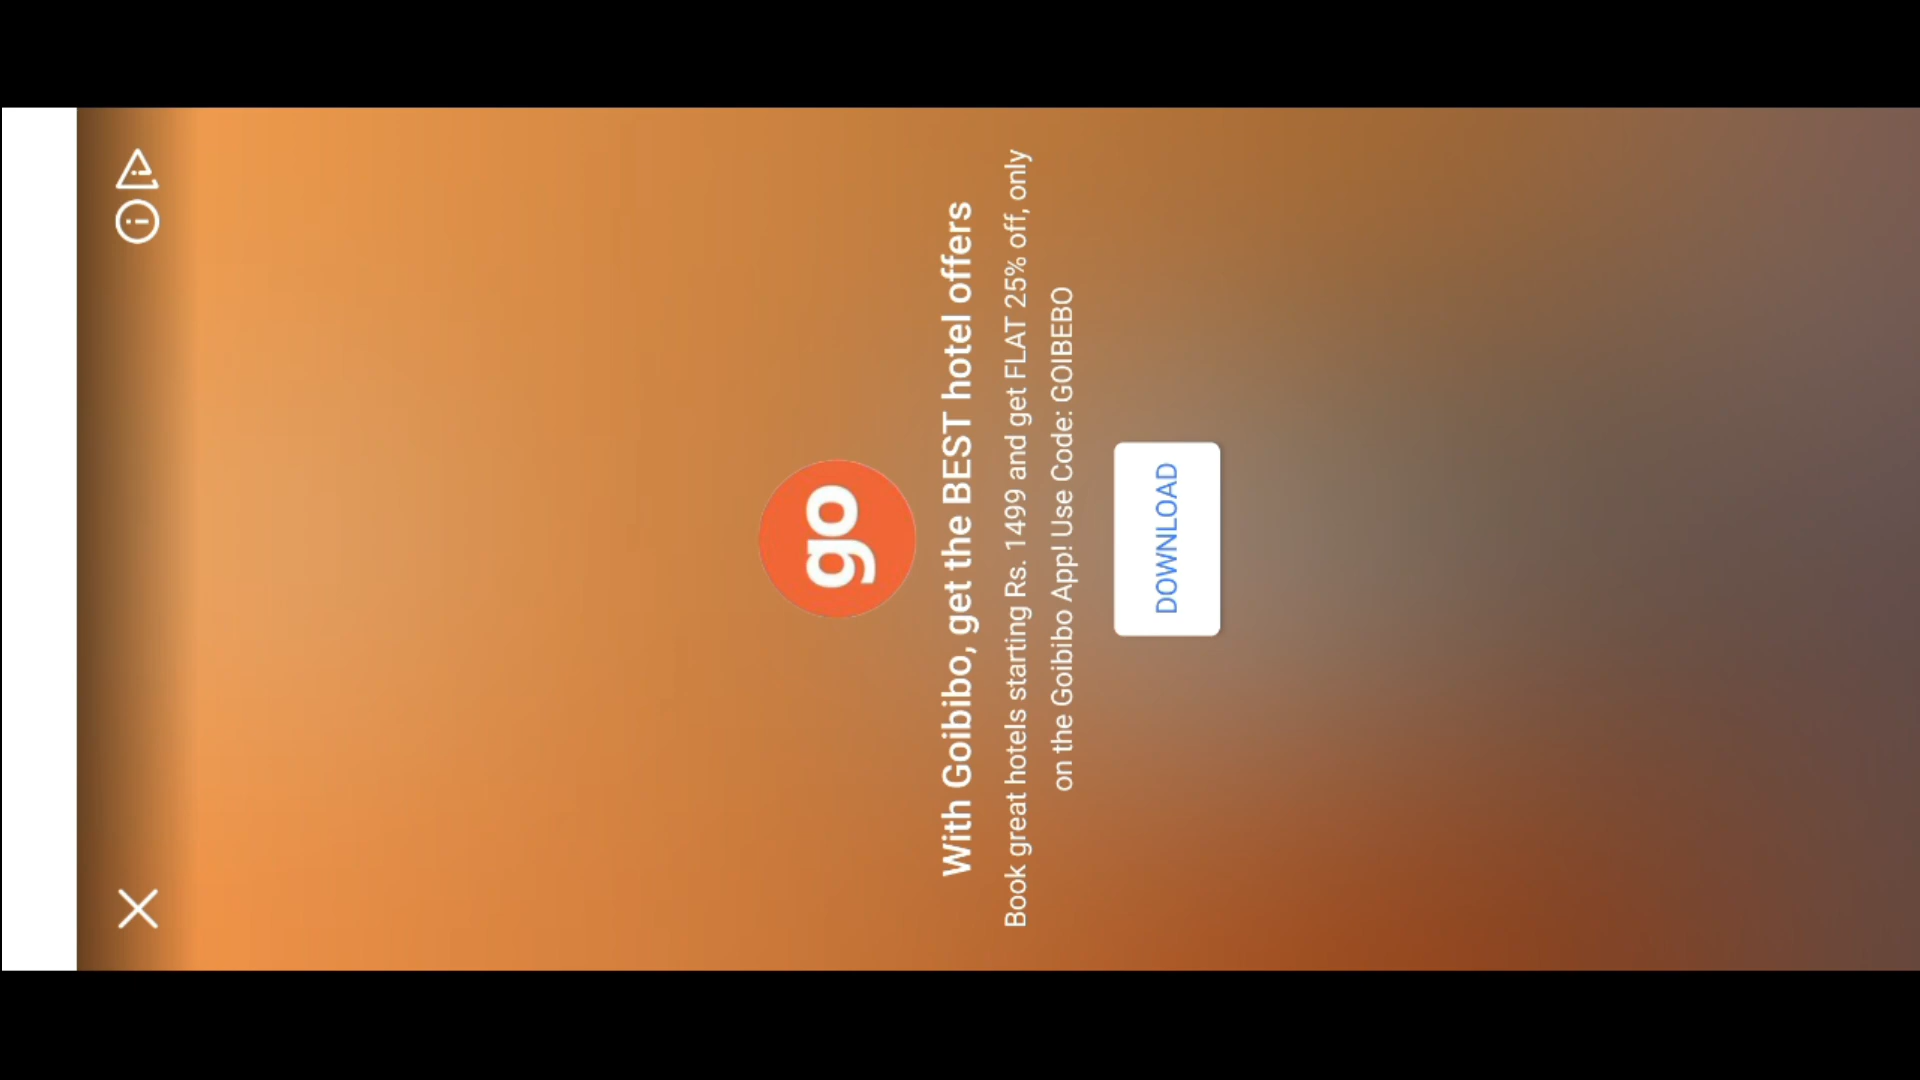 go
With Goibibo, get the BEST hotel offers
Book great hotels starting Rs. 1499 and get FLAT 25% off, only
on the Goibibo App! Use Code: GOIBEBO
DOWNLOAD